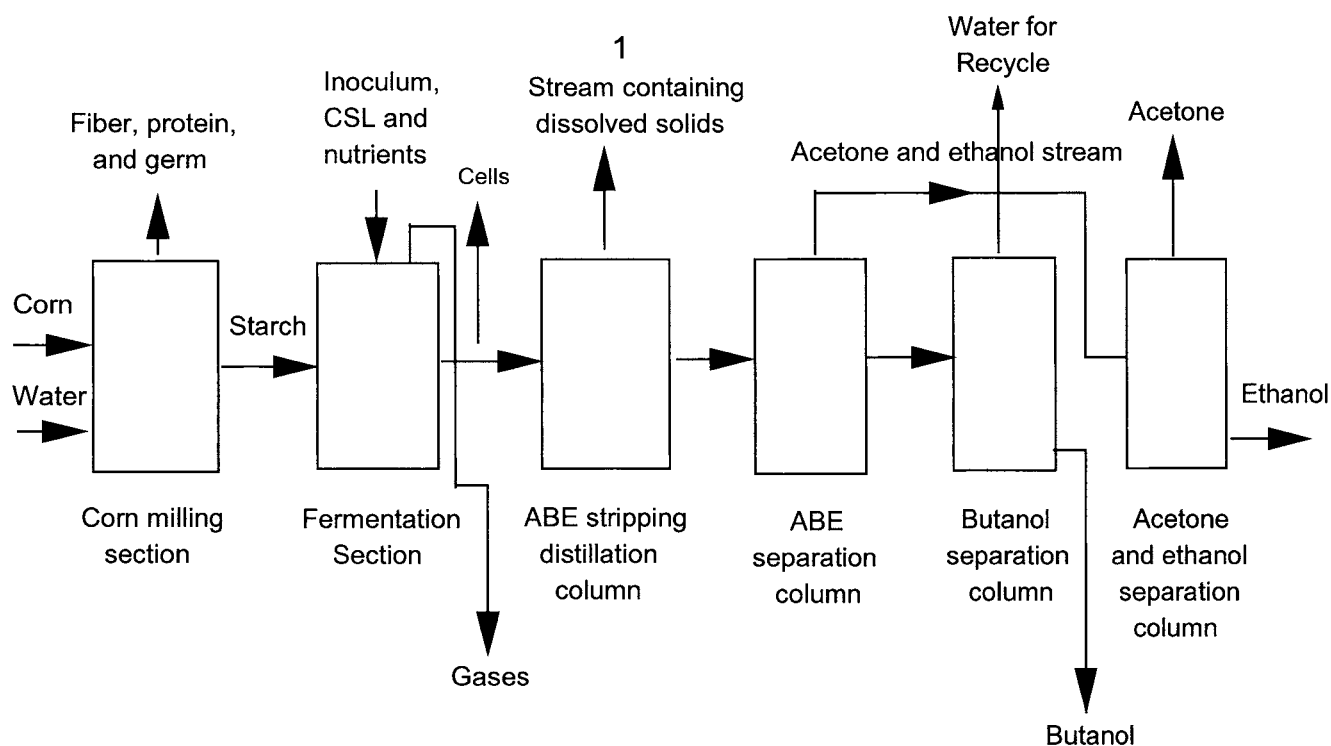 1
Stream containing
dissolved solids
Water for
Recycle
Inoculum,
CSL and
nutrients
Fiber, protein,
and germ
Cells
Acetone and ethanol stream
Acetone
Corn
Water
Starch
Ethanol
Corn milling
section
Fermentation
Section
ABE stripping
distillation
column
ABE
separation
column
Butanol
separation
column
Acetone
and ethanol
separation
column
Gases
Butanol